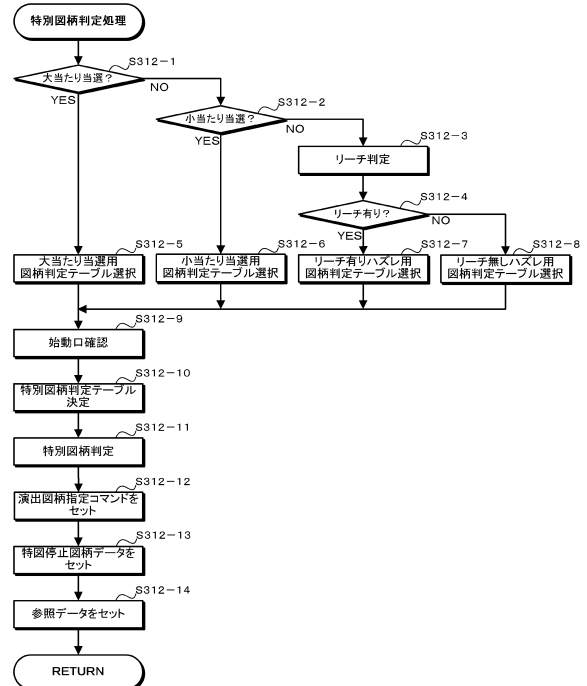 特別図柄判定処理
S312-1
大当たり当選？
NO
YES
S312-2
小当たり当選？
NO
YES
S312-3
リーチ判定
S312-4
リーチ有り？
NO
YES
S312-5
大当たり当選用
図柄判定テーブル選択
S312-6
小当たり当選用
図柄判定テーブル選択
S312-7
リーチ有りハズレ用
図柄判定テーブル選択
S312-8
リーチ無しハズレ用
図柄判定テーブル選択
S312-9
始動口確認
S312-10
特別図柄判定テーブル
決定
S312-11
特別図柄判定
S312-12
演出図柄指定コマンドを
セット
S312-13
特図停止図柄データを
セット
S312-14
参照データをセット
RETURN